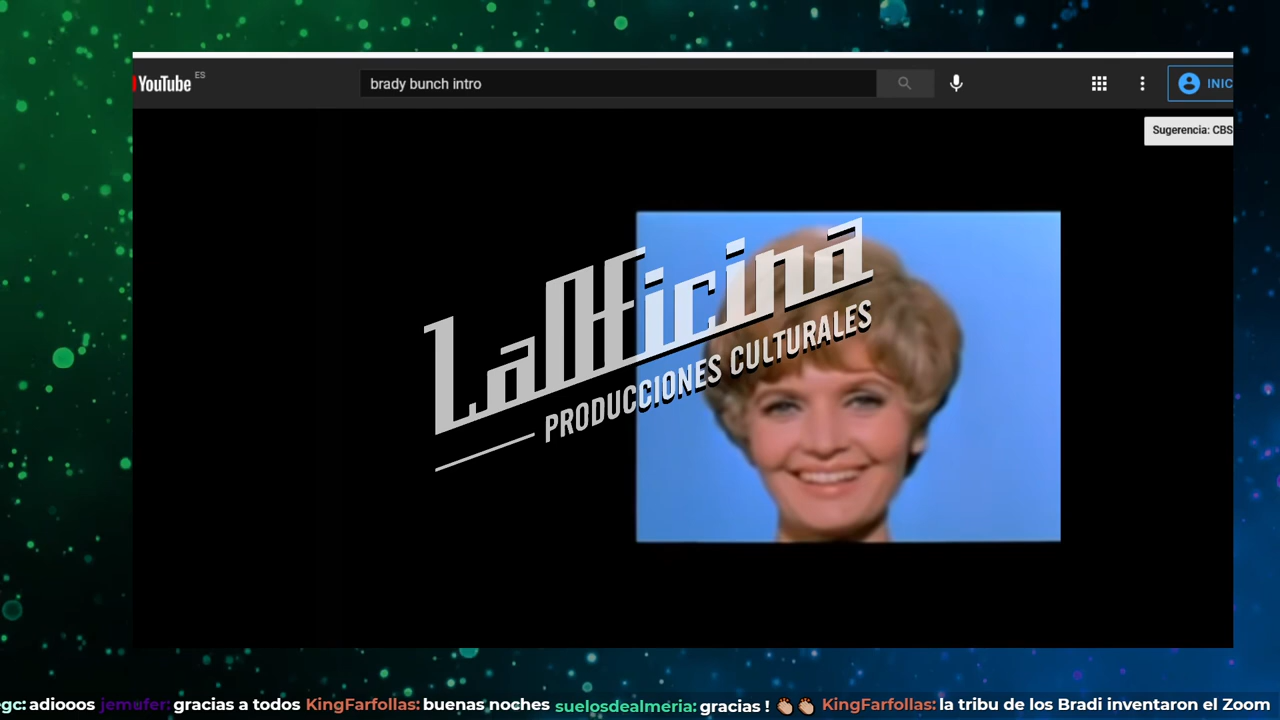 YouTube ES
brady bunch intro
INIC
Sugerencia: CBS
LaOficina
PRODUCCIONES CULTURALES
egc: adiooos jemufer: gracias a todos KingFarfollas: buenas noches suelosdealmeria: gracias ! 👏🏼👏🏼 KingFarfollas: la tribu de los Bradi inventaron el Zoom